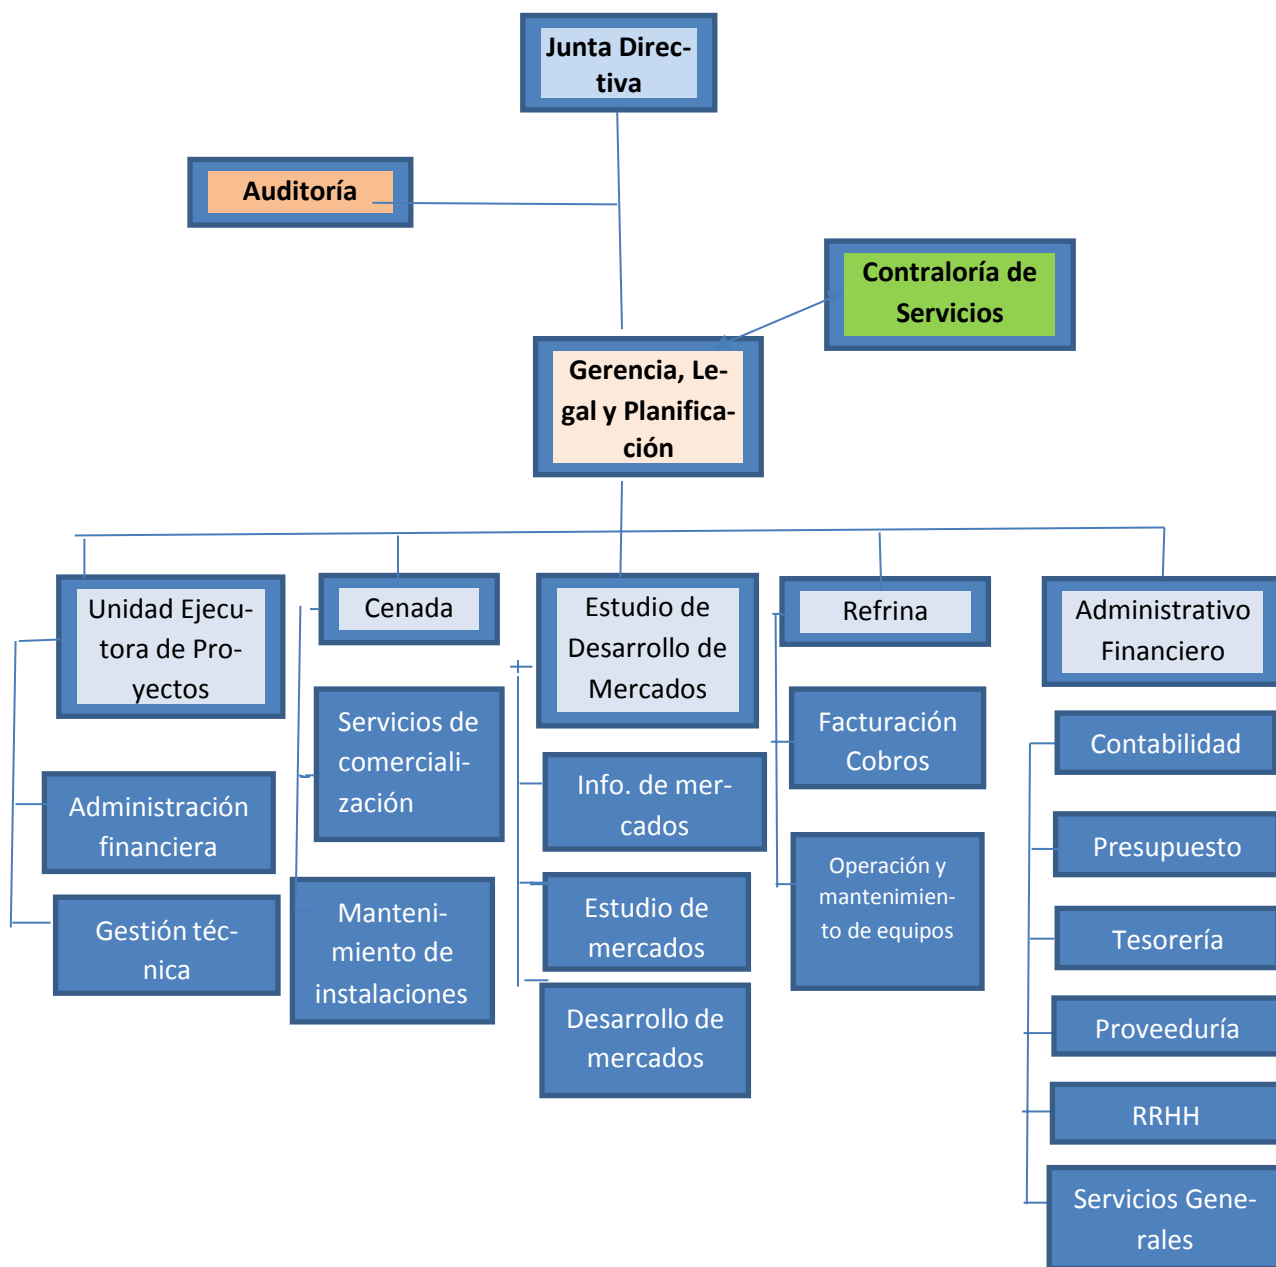 Junta Direc-
tiva
Auditoría
Contraloría de
Servicios
Gerencia, Le-
gal y Planifica-
ción
Unidad Ejecu-
tora de Pro-
yectos
Cenada
Estudio de
Desarrollo de
Mercados
Refrina
Administrativo
Financiero
Administración
financiera
Gestión téc-
nica
Servicios de
comerciali-
zación
Manteni-
miento de
instalaciones
Info. de mer-
cados
Estudio de
mercados
Desarrollo de
mercados
Facturación
Cobros
Operación y
mantenimien-
to de equipos
Contabilidad
Presupuesto
Tesorería
Proveeduría
RRHH
Servicios Gene-
rales